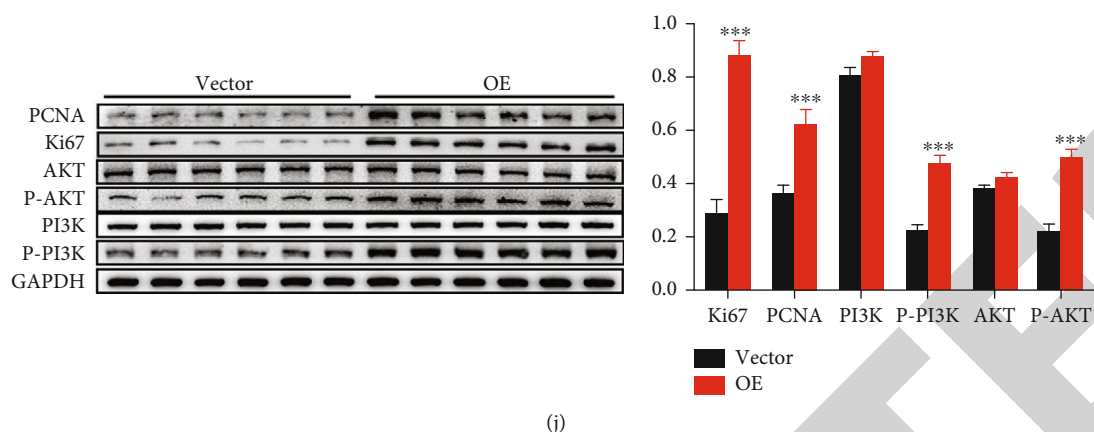 Vector OE
PCNA
Ki67
AKT
P-AKT
PI3K
P-PI3K
GAPDH
1.0
0.8
0.6
0.4
0.2
0.0
***
***
***
***
Ki67 PCNA PI3K P-PI3K AKT P-AKT
Vector
OE
(j)